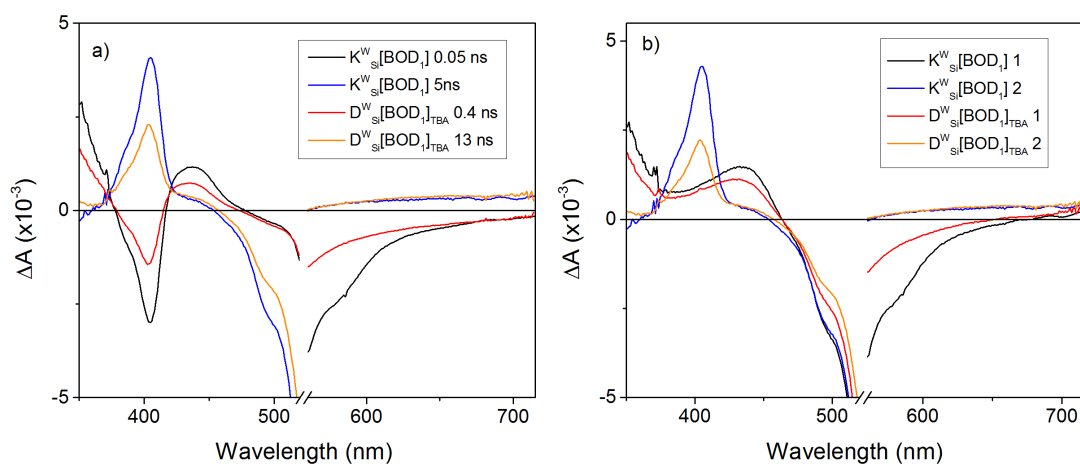 a)
K^W_Si[BOD_1] 0.05 ns
K^W_Si[BOD_1] 5ns
D^W_Si[BOD_1]_TBA 0.4 ns
D^W_Si[BOD_1]_TBA 13 ns
5
0
-5
ΔA (x10^-3)
400
500
600
700
Wavelength (nm)
b)
K^W_Si[BOD_1] 1
K^W_Si[BOD_1] 2
D^W_Si[BOD_1]_TBA 1
D^W_Si[BOD_1]_TBA 2
5
0
-5
ΔA (x10^-3)
400
500
600
700
Wavelength (nm)